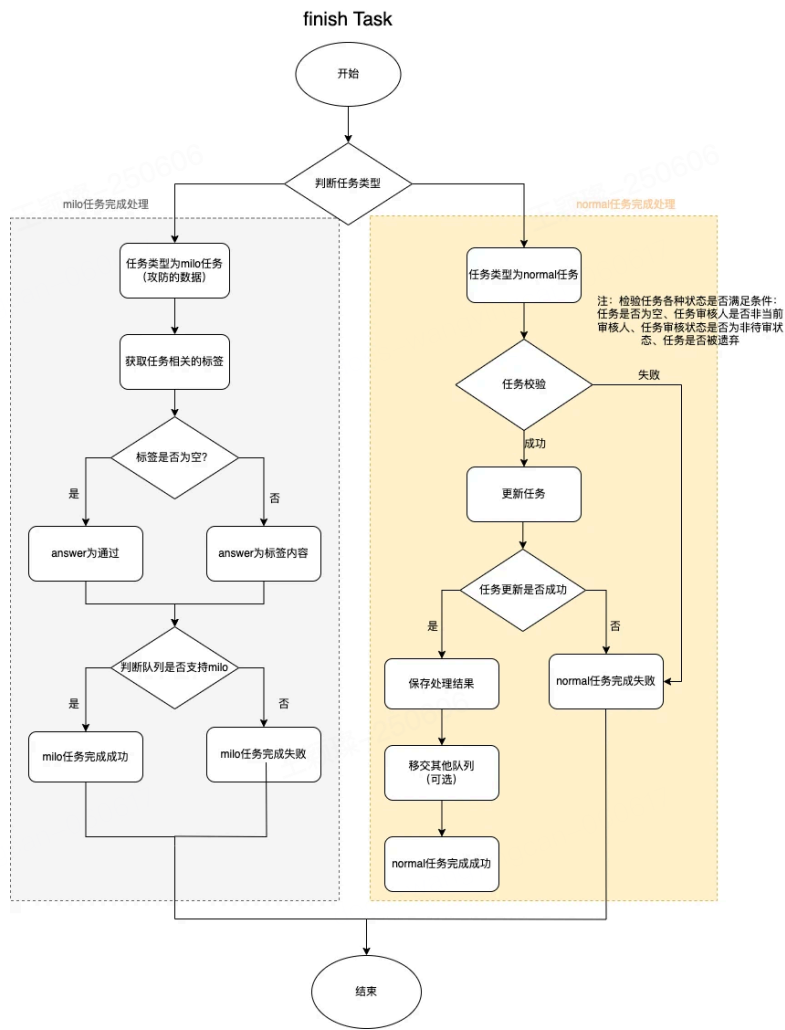 finish Task
开始
判断任务类型
milo任务完成处理
normal任务完成处理
任务类型为milo任务
（攻防的数据）
任务类型为normal任务
注：检验任务各种状态是否满足条件：
任务是否为空、任务审核人是否非当前
审核人、任务审核状态是否为非待审状
态、任务是否被遗弃
获取任务相关的标签
任务校验
失败
成功
标签是否为空?
是
否
更新任务
answer为通过
answer为标签内容
任务更新是否成功
是
否
判断队列是否支持milo
是
否
保存处理结果
normal任务完成失败
milo任务完成成功
milo任务完成失败
移交其他队列
（可选）
normal任务完成成功
结束